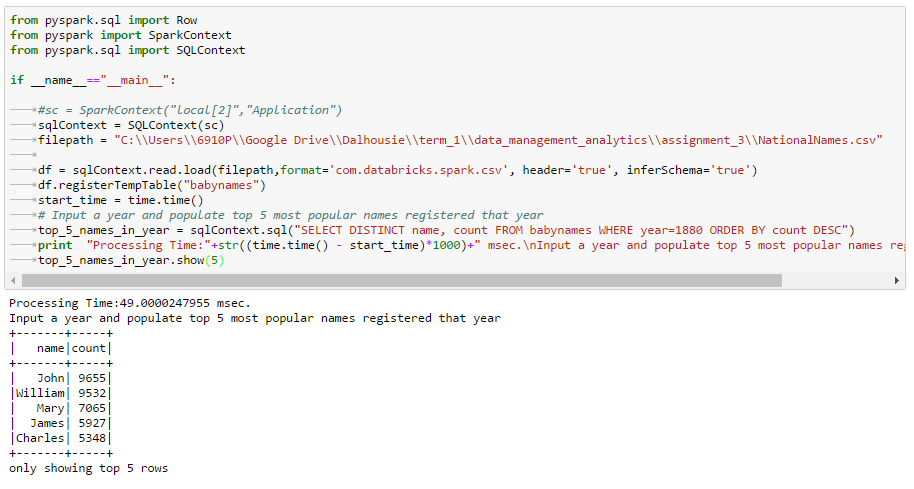 from pyspark.sql import Row
from pyspark import SparkContext
from pyspark.sql import SQLContext
if __name__=="__main__":
#sc = SparkContext("local[2]","Application")
sqlContext = SQLContext(sc)
filepath = "C:\\Users\\6910P\\Google Drive\\Dalhousie\\term_1\\data_management_analytics\\assignment_3\\NationalNames.csv"
df = sqlContext.read.load(filepath,format='com.databricks.spark.csv', header='true', inferSchema='true')
df.registerTempTable("babynames")
start_time = time.time()
# Input a year and populate top 5 most popular names registered that year
top_5_names_in_year = sqlContext.sql("SELECT DISTINCT name, count FROM babynames WHERE year=1880 ORDER BY count DESC")
print  "Processing Time:"+str((time.time() - start_time)*1000)+" msec.\nInput a year and populate top 5 most popular names
top_5_names_in_year.show(5)
Processing Time:49.0000247955 msec.
Input a year and populate top 5 most popular names registered that year
+-------+-----+
|   name|count|
+-------+-----+
|   John| 9655|
|William| 9532|
|   Mary| 7065|
|  James| 5927|
|Charles| 5348|
+-------+-----+
only showing top 5 rows